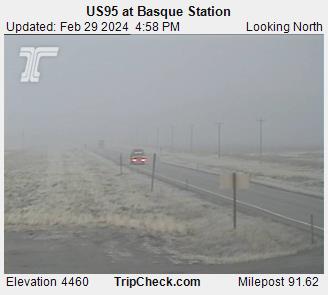 US95 at Basque Station
Updated: Feb 29 2024 4:58 PM Looking North
Elevation 4460 TripCheck.com Milepost 91.62